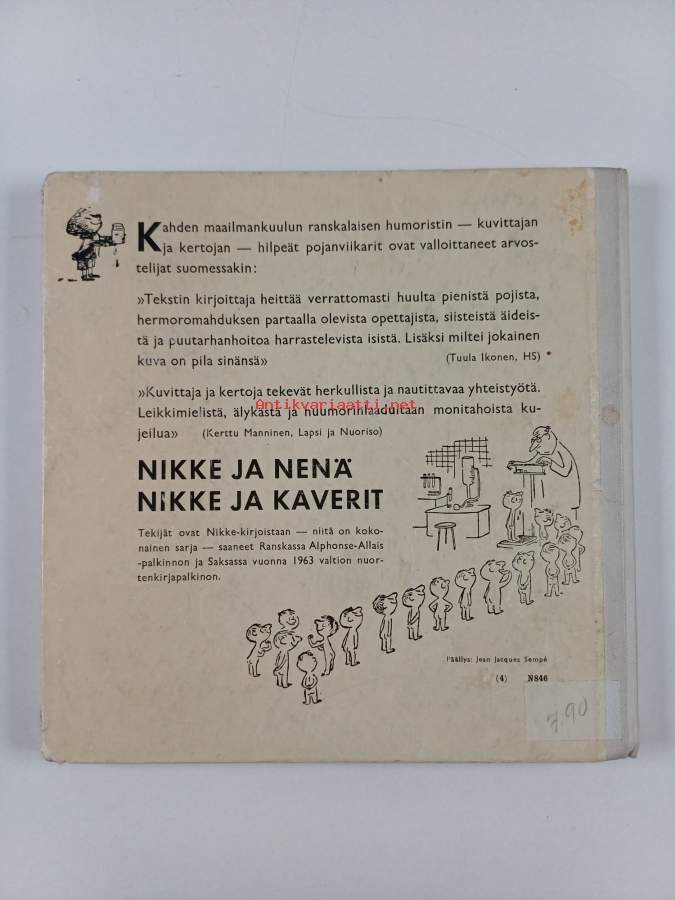 Kahden maailmankuulun ranskalaisen humoristin — kuvittajan
ja kertojan — hilpeät pojanviikarit ovat valloittaneet arvos-
telijat suomessakin:
»Tekstin kirjoittaja heittää verrattomasti huulta pienistä pojista,
hermoromahduksen partaalla olevista opettajista, siisteistä äideis-
tä ja puutarhanhoitoa harrastelevista isistä. Lisäksi miltei jokainen
kuva on pila sinänsä» (Tuula Ikonen, HS)
»Kuvittaja ja kertoja tekevät herkullista ja nautittavaa yhteistyötä.
Antikvariaatti.net
Leikkimielistä, älykästä ja huumorinlaadultaan monitahoista ku-
jeilua» (Kerttu Manninen, Lapsi ja Nuoriso)
NIKKE JA NENÄ
NIKKE JA KAVERIT
Tekijät ovat Nikke-kirjoistaan — niitä on koko-
nainen sarja — saaneet Ranskassa Alphonse-Allais
-palkinnon ja Saksassa vuonna 1963 valtion nuor-
tenkirjapalkinon.
Päällys: Jean Jacques Sempé
(4) N846
7.90